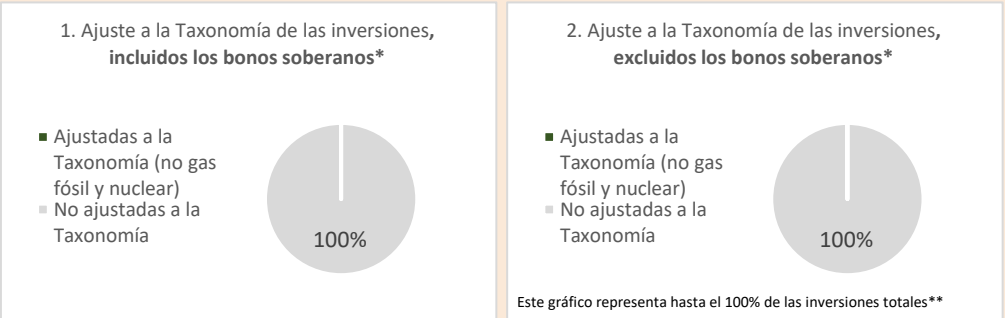 1. Ajuste a la Taxonomía de las inversiones,
incluidos los bonos soberanos*
Ajustadas a la
Taxonomía (no gas
fósil y nuclear)
No ajustadas a la
Taxonomía
100%
2. Ajuste a la Taxonomía de las inversiones,
excluidos los bonos soberanos*
Ajustadas a la
Taxonomía (no gas
fósil y nuclear)
No ajustadas a la
Taxonomía
100%
Este gráfico representa hasta el 100% de las inversiones totales**